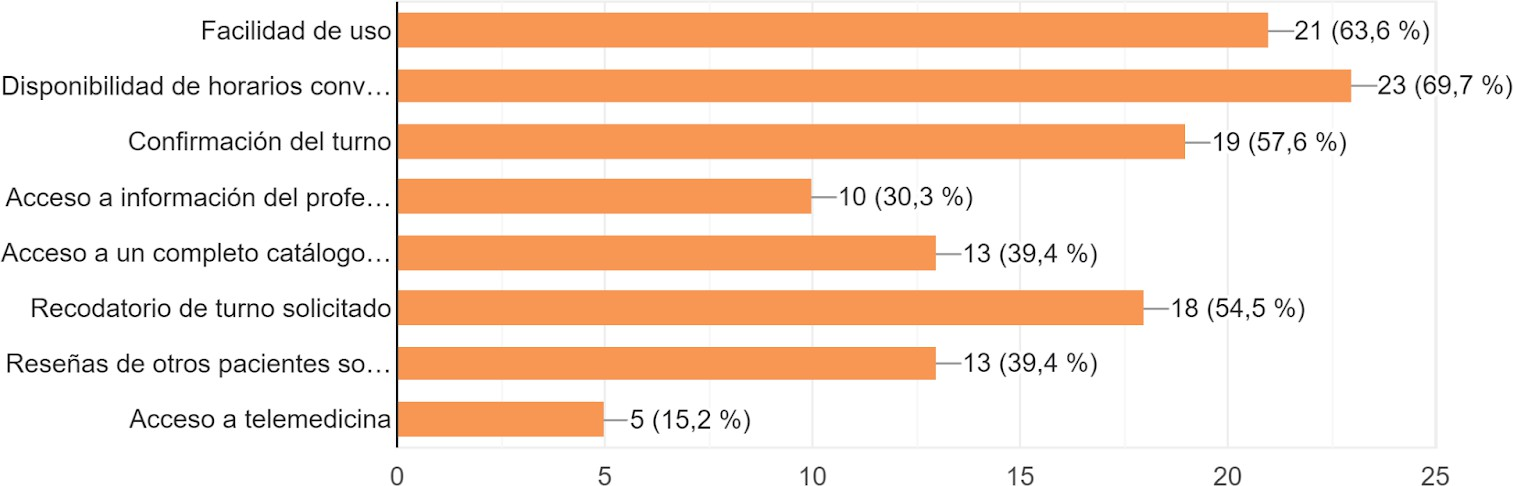 Facilidad de uso 21 (63,6 %)
Disponibilidad de horarios conv… 23 (69,7 %)
Confirmación del turno 19 (57,6 %)
Acceso a información del profe… 10 (30,3 %)
Acceso a un completo catálogo… 13 (39,4 %)
Recodatorio de turno solicitado 18 (54,5 %)
Reseñas de otros pacientes so… 13 (39,4 %)
Acceso a telemedicina 5 (15,2 %)
0 5 10 15 20 25